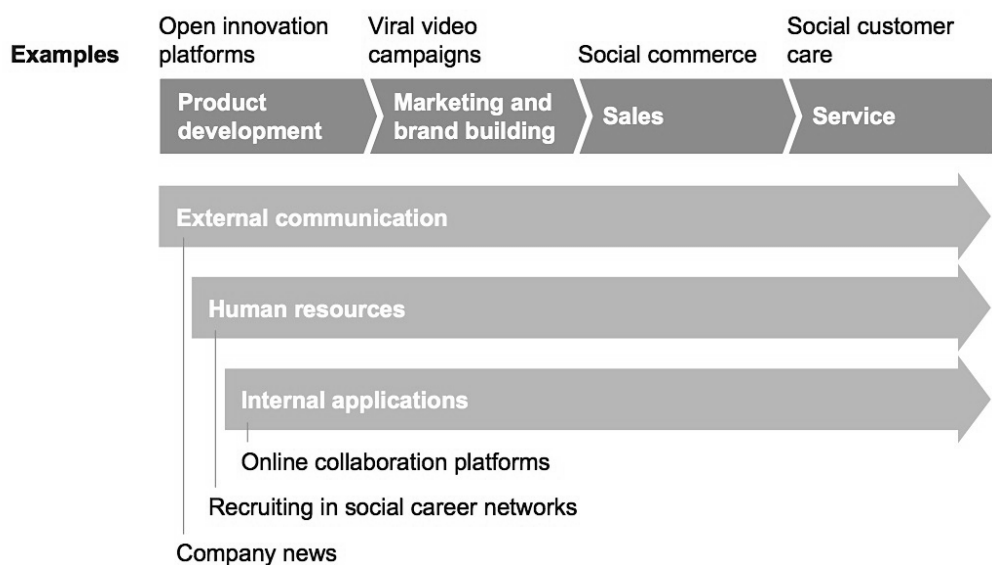 Examples
Open innovation
platforms
Viral video
campaigns
Social commerce
Social customer
care
Product
development
Marketing and
brand building
Sales
Service
External communication
Human resources
Internal applications
Online collaboration platforms
Recruiting in social career networks
Company news